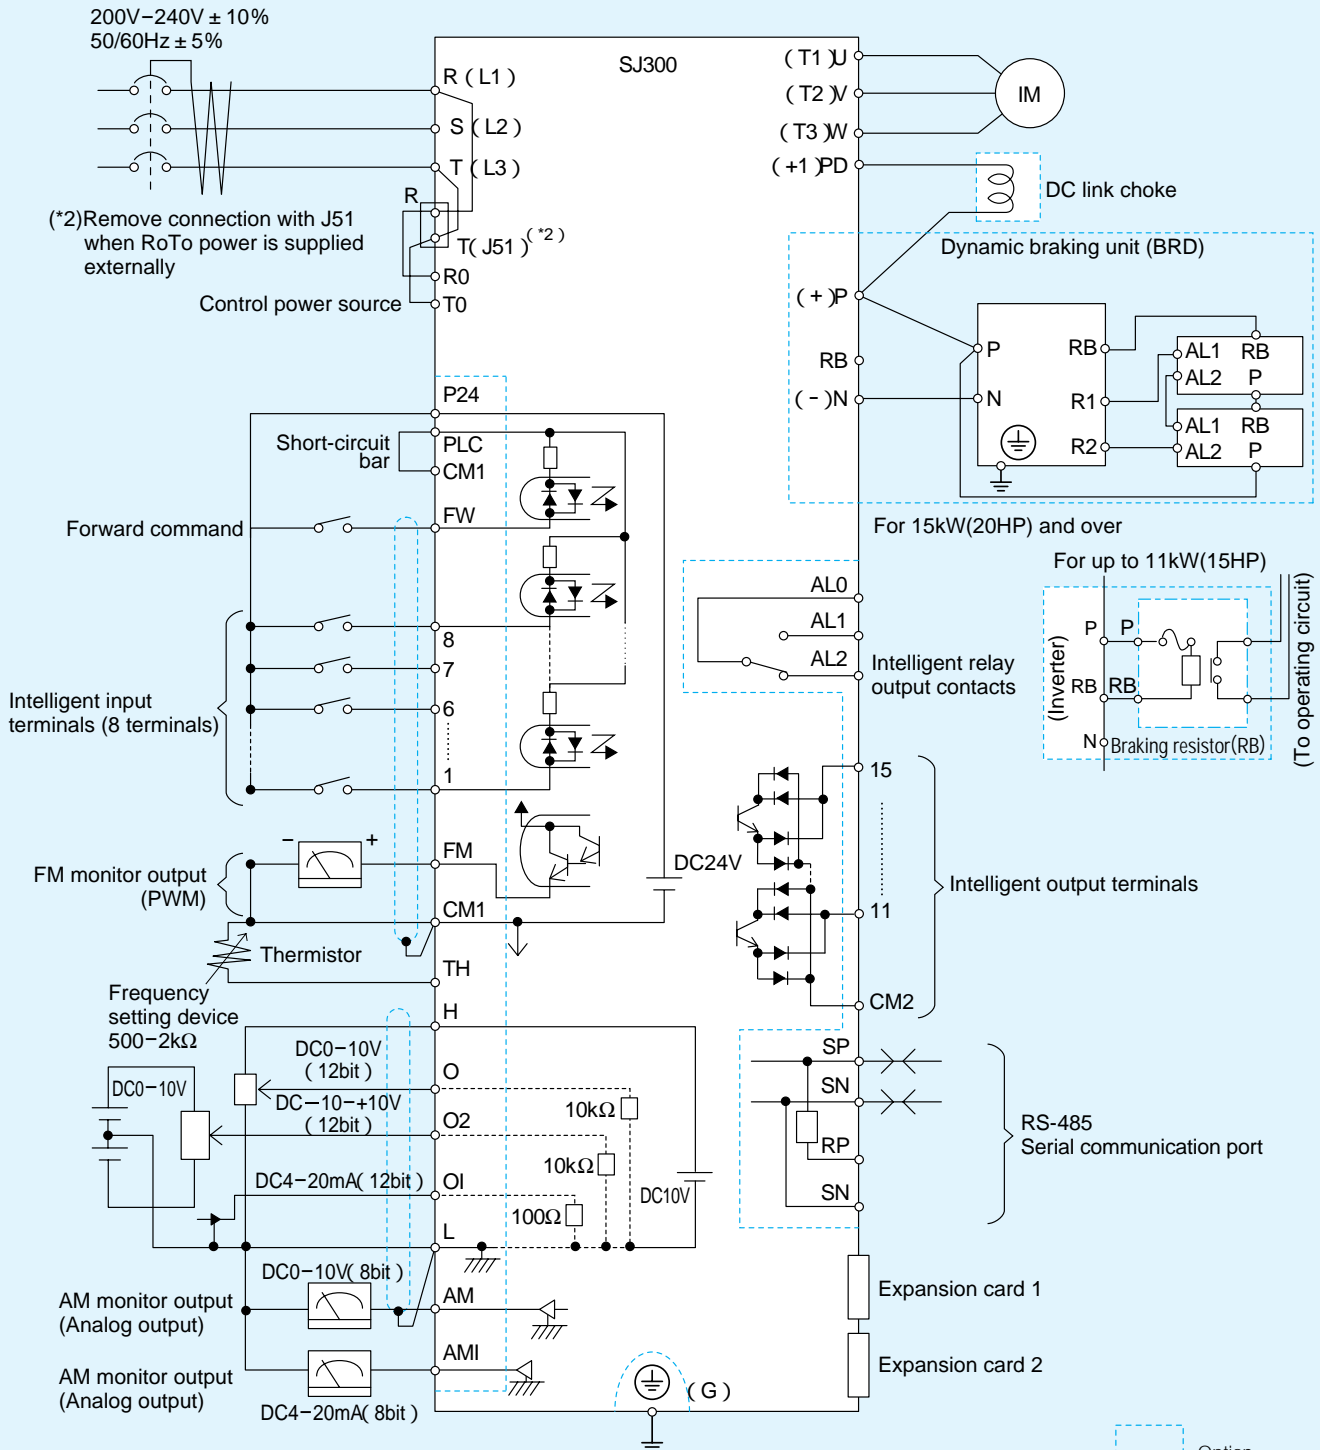 200V−240V ± 10%
50/60Hz ± 5%
SJ300
R ( L1 )
S ( L2 )
T ( L3 )
R
T( J51 )(*2)
R0
T0
(*2)Remove connection with J51
when RoTo power is supplied
externally
Control power source
( T1 )U
( T2 )V
( T3 )W
( +1 )PD
IM
DC link choke
Dynamic braking unit (BRD)
( + )P
RB
( - )N
P
N
RB
R1
R2
AL1 RB
AL2 P
AL1 RB
AL2 P
For 15kW(20HP) and over
P24
Short-circuit
bar
PLC
CM1
Forward command
FW
8
7
6
1
Intelligent input
terminals (8 terminals)
AL0
AL1
AL2
Intelligent relay
output contacts
For up to 11kW(15HP)
(Inverter)
P P
RB RB
N
Braking resistor(RB)
(To operating circuit)
− +
FM
FM monitor output
(PWM)
CM1
DC24V
Thermistor
TH
15
11
CM2
Intelligent output terminals
Frequency
setting device
500−2kΩ
H
DC0−10V
( 12bit )
O
DC0−10V
DC−10−+10V
( 12bit )
O2
DC4−20mA( 12bit )
OI
L
10kΩ
10kΩ
100Ω
DC10V
SP
SN
RP
SN
RS-485
Serial communication port
DC0−10V( 8bit )
AM monitor output
(Analog output)
AM
AM monitor output
(Analog output)
AMI
DC4−20mA( 8bit )
( G )
Expansion card 1
Expansion card 2
Option